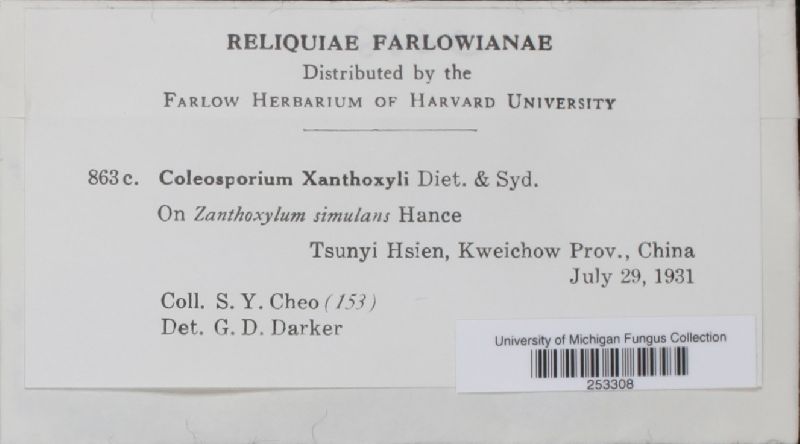 RELIQUIAE FARLOWIANAE
Distributed by the
FARLOW HERBARIUM OF HARVARD UNIVERSITY
863 c. Coleosporium Xanthoxyli Diet. & Syd.
On Zanthoxylum simulans Hance
Tsunyi Hsien, Kweichow Prov., China
July 29, 1931
Coll. S. Y. Cheo (153)
Det. G. D. Darker
University of Michigan Fungus Collection
253308